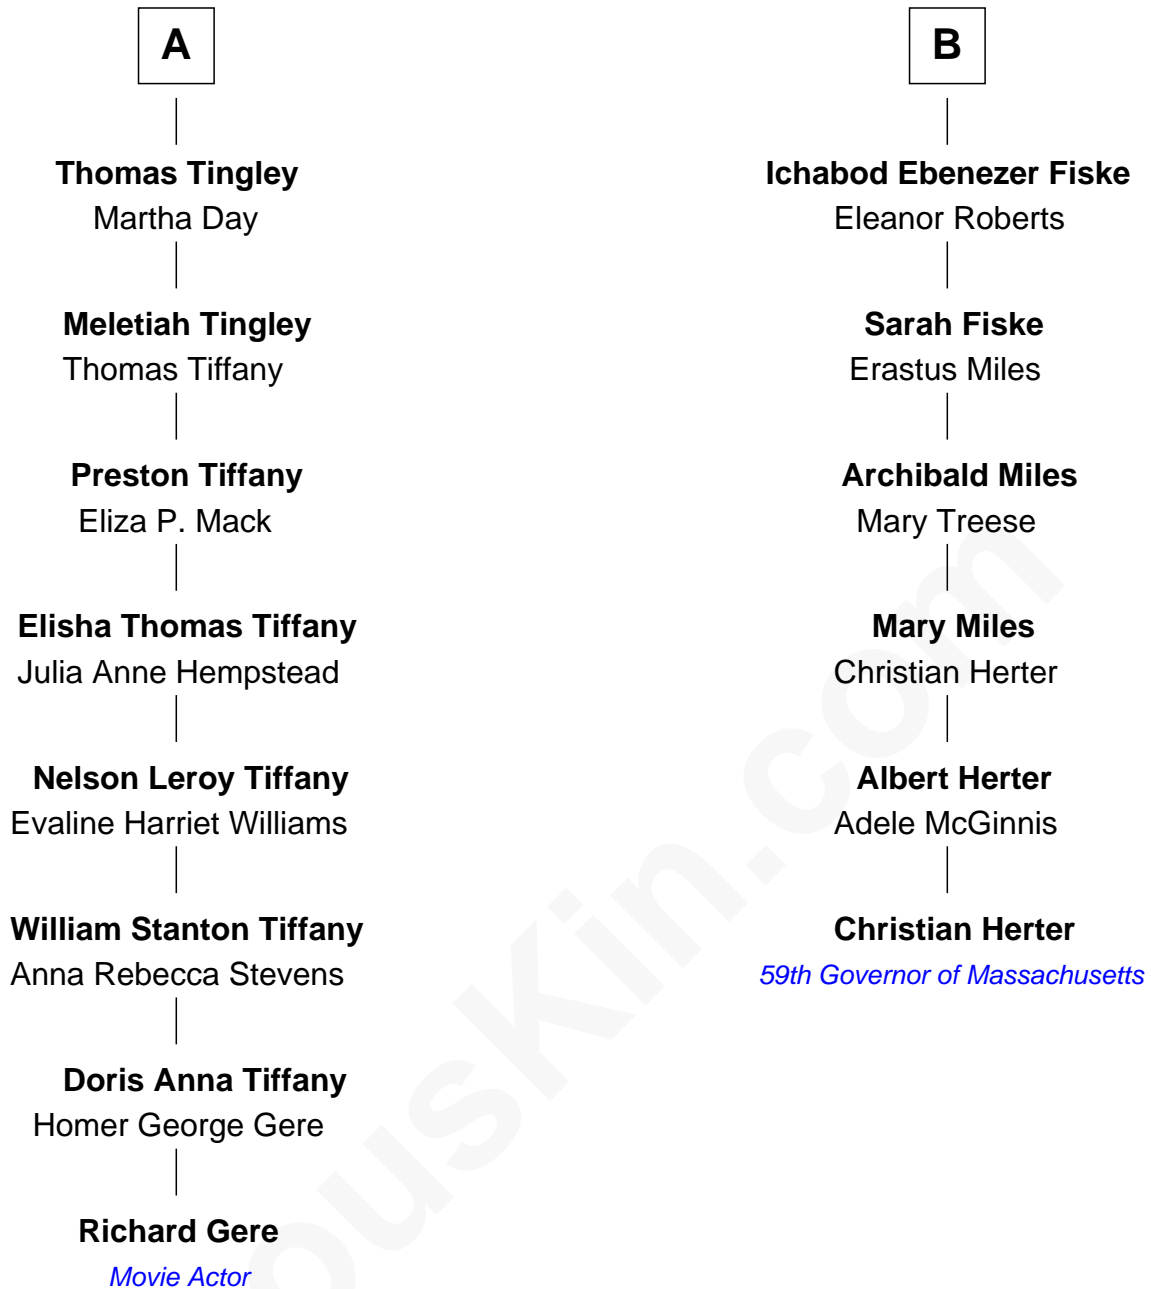 A
Thomas Tingley
Martha Day
Meletiah Tingley
Thomas Tiffany
Preston Tiffany
Eliza P. Mack
Elisha Thomas Tiffany
Julia Anne Hempstead
Nelson Leroy Tiffany
Evaline Harriet Williams
William Stanton Tiffany
Anna Rebecca Stevens
Doris Anna Tiffany
Homer George Gere
Richard Gere
Movie Actor
B
Ichabod Ebenezer Fiske
Eleanor Roberts
Sarah Fiske
Erastus Miles
Archibald Miles
Mary Treese
Mary Miles
Christian Herter
Albert Herter
Adele McGinnis
Christian Herter
59th Governor of Massachusetts
ousKin.com